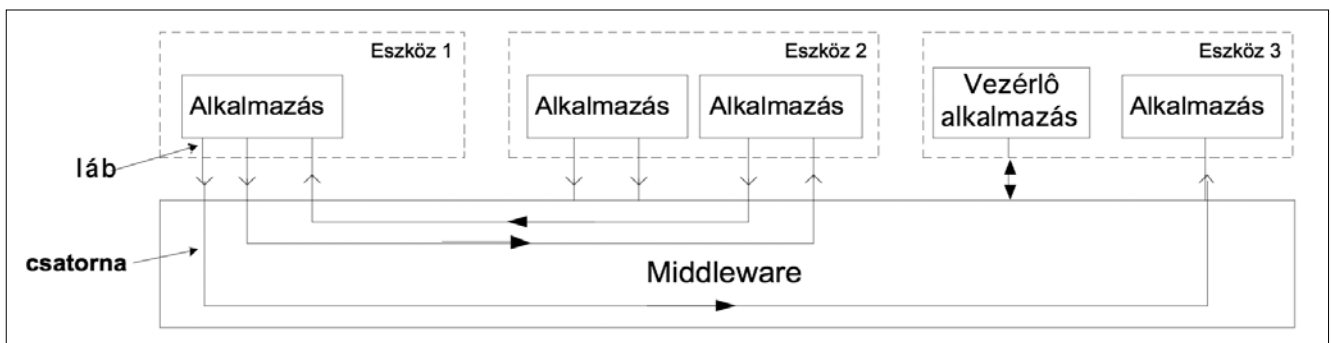 Eszköz 1
Eszköz 2
Eszköz 3
Alkalmazás
Alkalmazás
Alkalmazás
Vezérlô
alkalmazás
Alkalmazás
láb
csatorna
Middleware